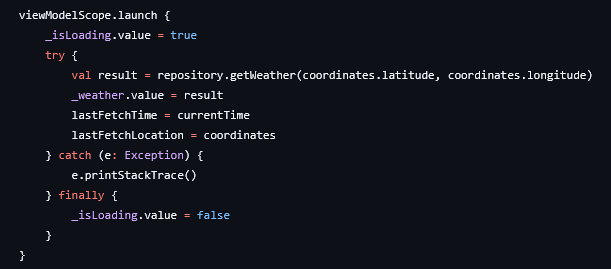 viewModelScope.launch {
    _isLoading.value = true
    try {
        val result = repository.getWeather(coordinates.latitude, coordinates.longitude)
        _weather.value = result
        lastFetchTime = currentTime
        lastFetchLocation = coordinates
    } catch (e: Exception) {
        e.printStackTrace()
    } finally {
        _isLoading.value = false
    }
}